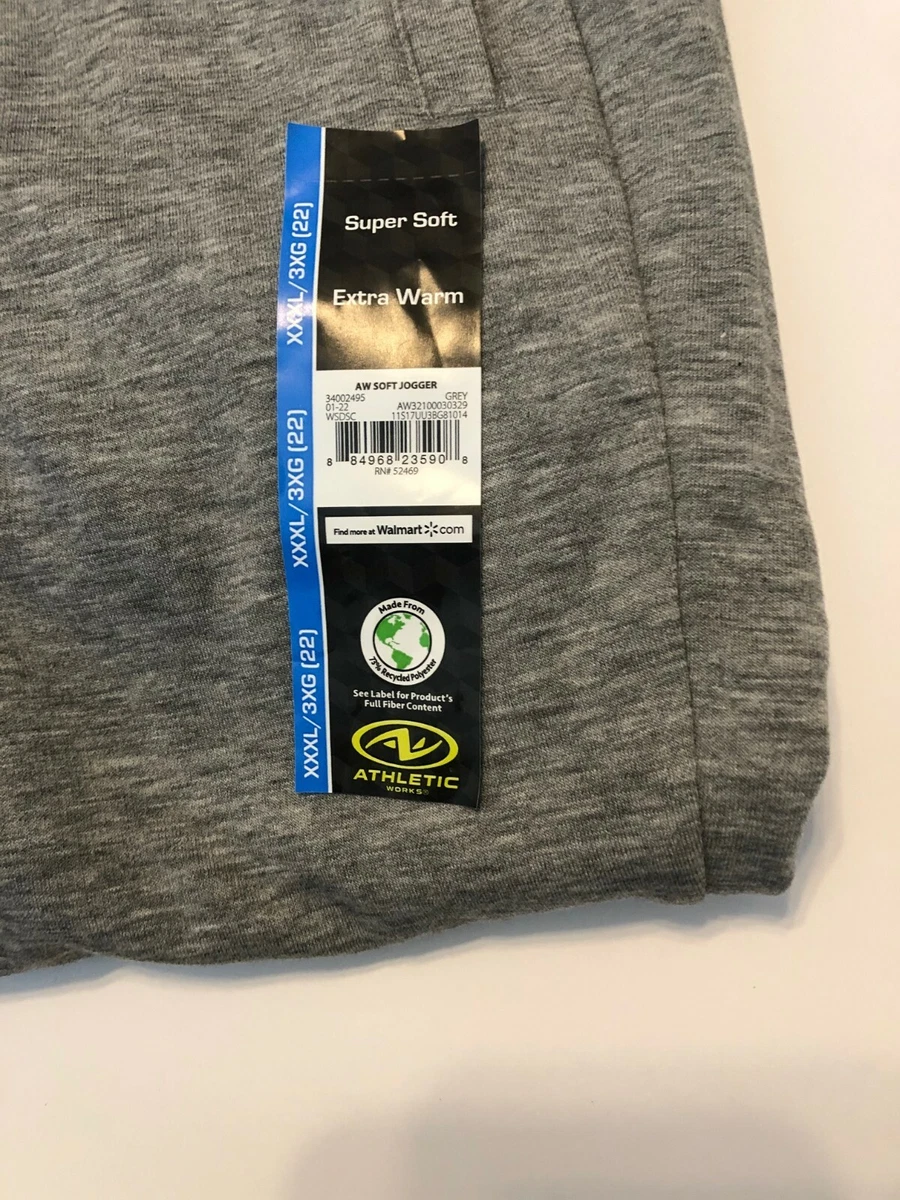 XXXL/3XG (22)
XXXL/3XG (22)
XXXL/3XG (22)
Super Soft
Extra Warm
AW SOFT JOGGER
34002495 GREY
01-22 AW32100030329
WSDSC 11S17UU3BG81014
8 84968 23590 8
RN# 52469
Find more at Walmart com
Made From
73% Recycled Polyester
See Label for Product's
Full Fiber Content
ATHLETIC
WORKS®